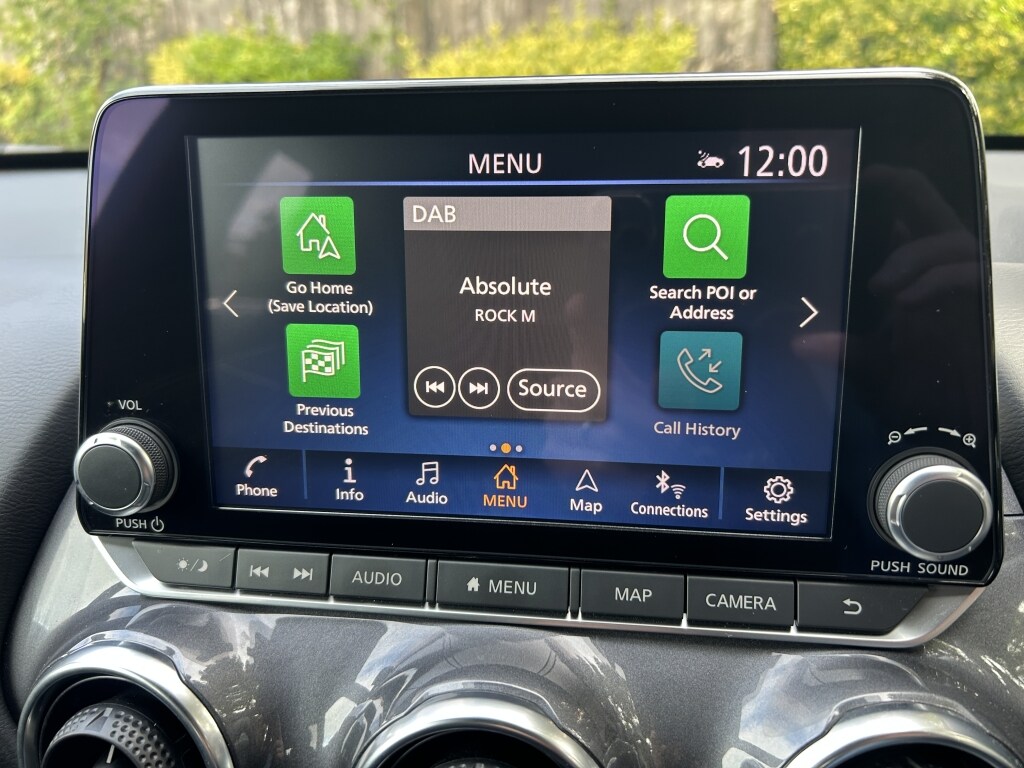 MENU
12:00
DAB
Absolute
ROCK M
Source
Go Home
(Save Location)
Previous
Destinations
Search POI or
Address
Call History
Phone
Info
Audio
MENU
Map
Connections
Settings
VOL
PUSH
PUSH SOUND
AUDIO
MENU
MAP
CAMERA